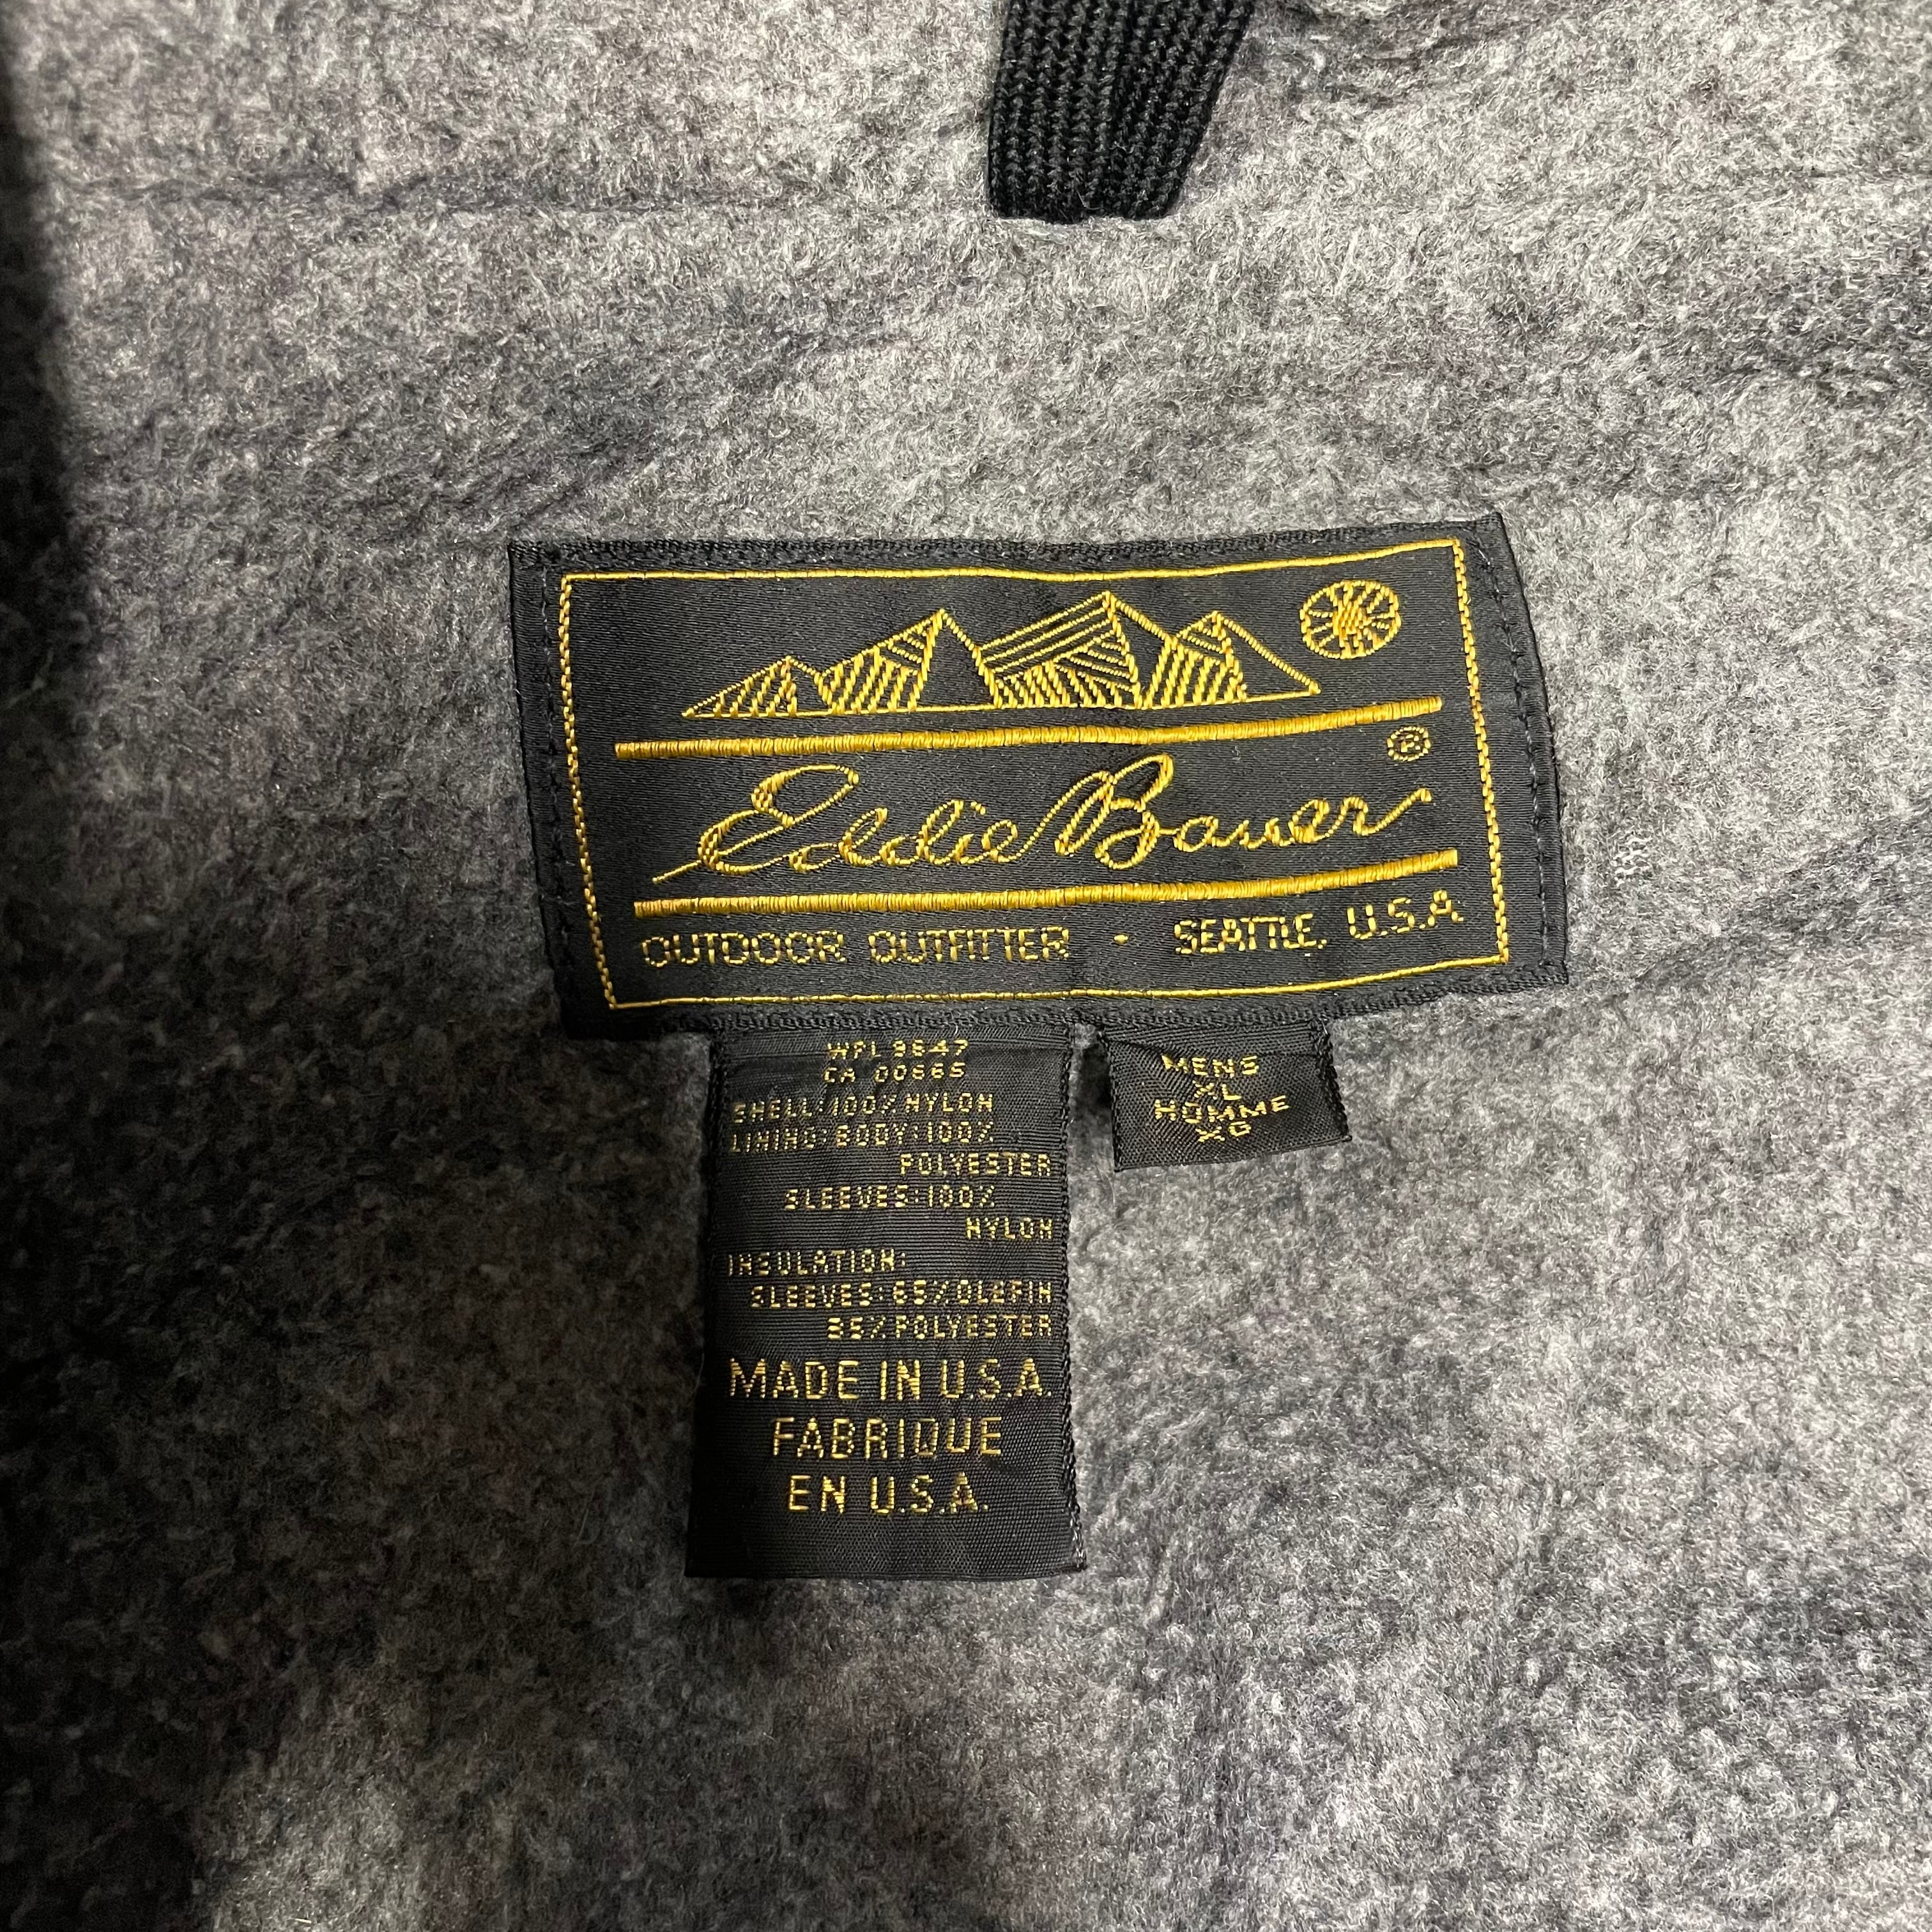 Eddie Bauer ®
OUTDOOR OUTFITTER · SEATTLE, U.S.A
WPL 9647
CA 00665
SHELL:100% NYLON
LINING:BODY:100%
POLYESTER
SLEEVES:100%
NYLON
INSULATION:
SLEEVES:65% OLEFIN
35% POLYESTER
MADE IN U.S.A.
FABRIQUE
EN U.S.A.
MENS
XL
HOMME
XG